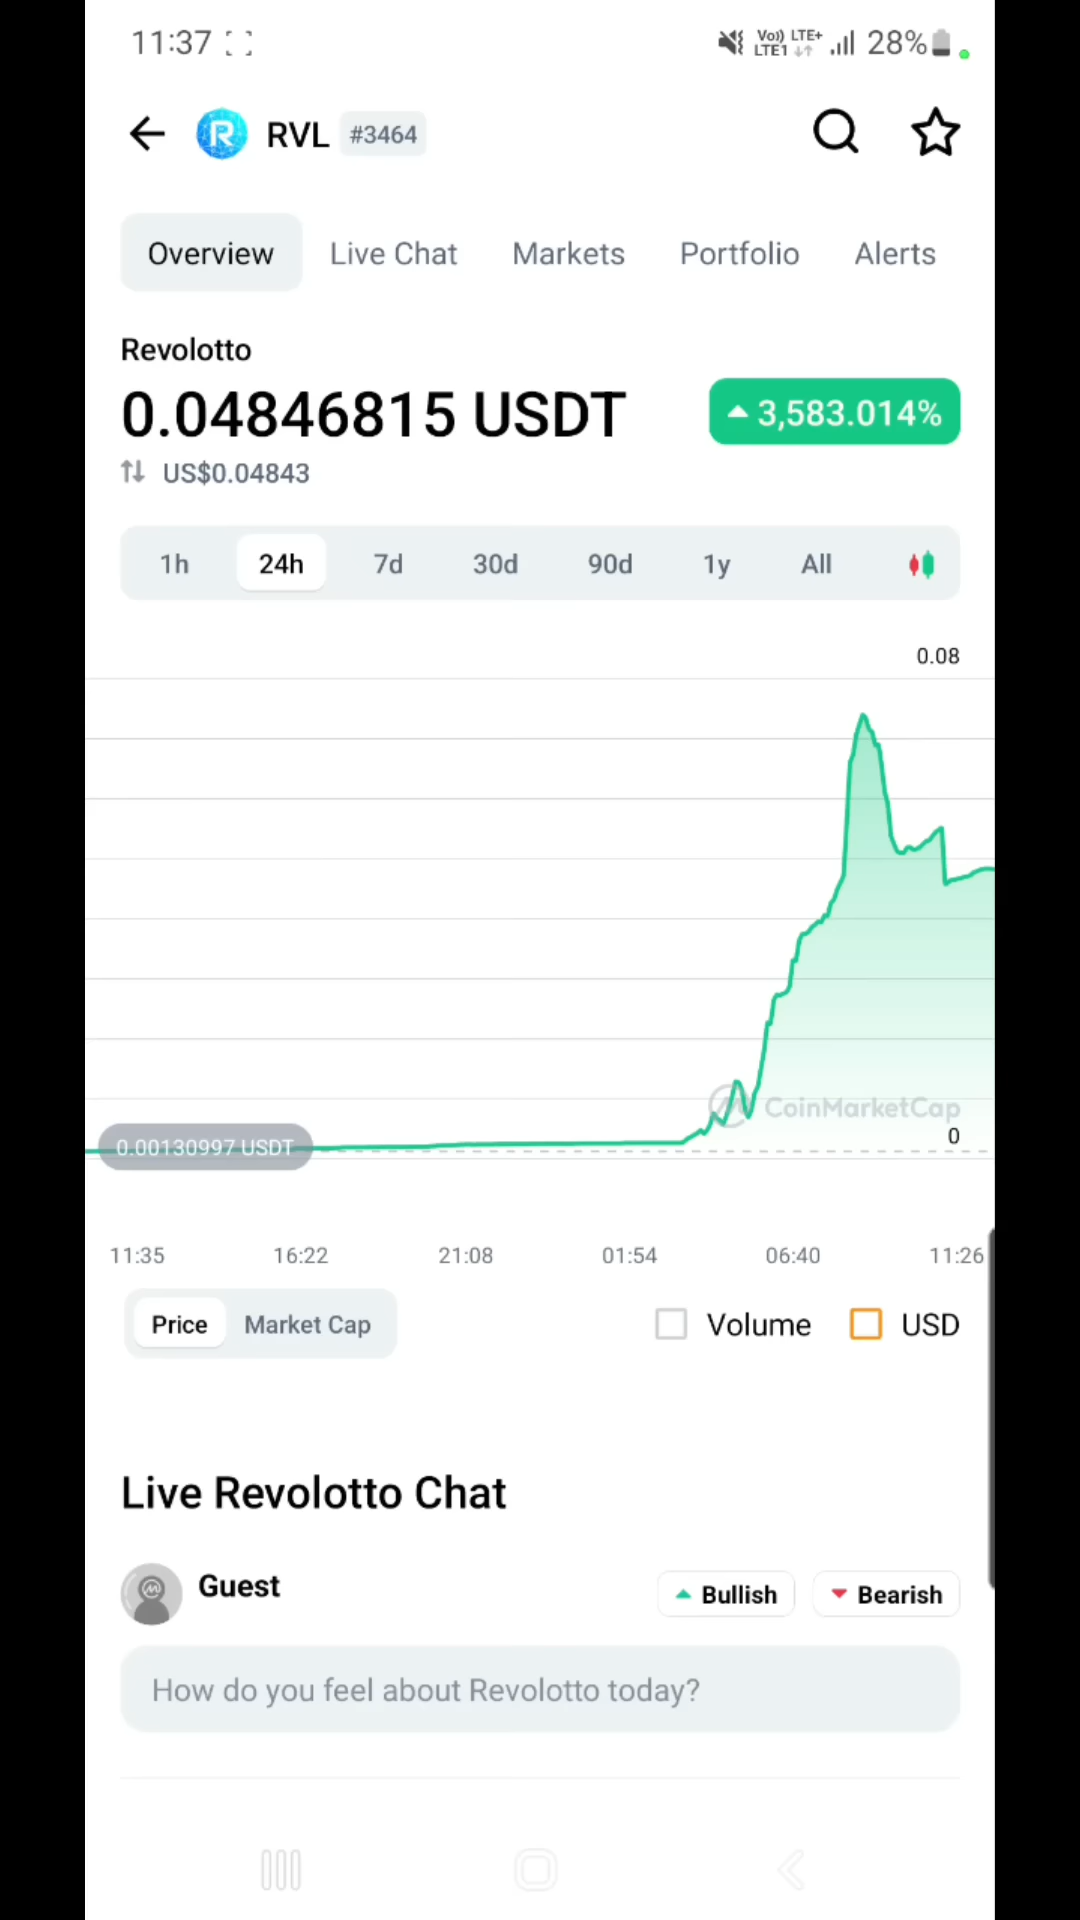 11:37
Vo)) LTE+
LTE1
28%
RVL #3464
Overview Live Chat Markets Portfolio Alerts
Revolotto
0.04846815 USDT
3,583.014%
US$0.04843
1h 24h 7d 30d 90d 1y All
0.08
CoinMarketCap
0
0.00130997 USDT
11:35 16:22 21:08 01:54 06:40 11:26
Price Market Cap Volume USD
Live Revolotto Chat
Guest Bullish Bearish
How do you feel about Revolotto today?